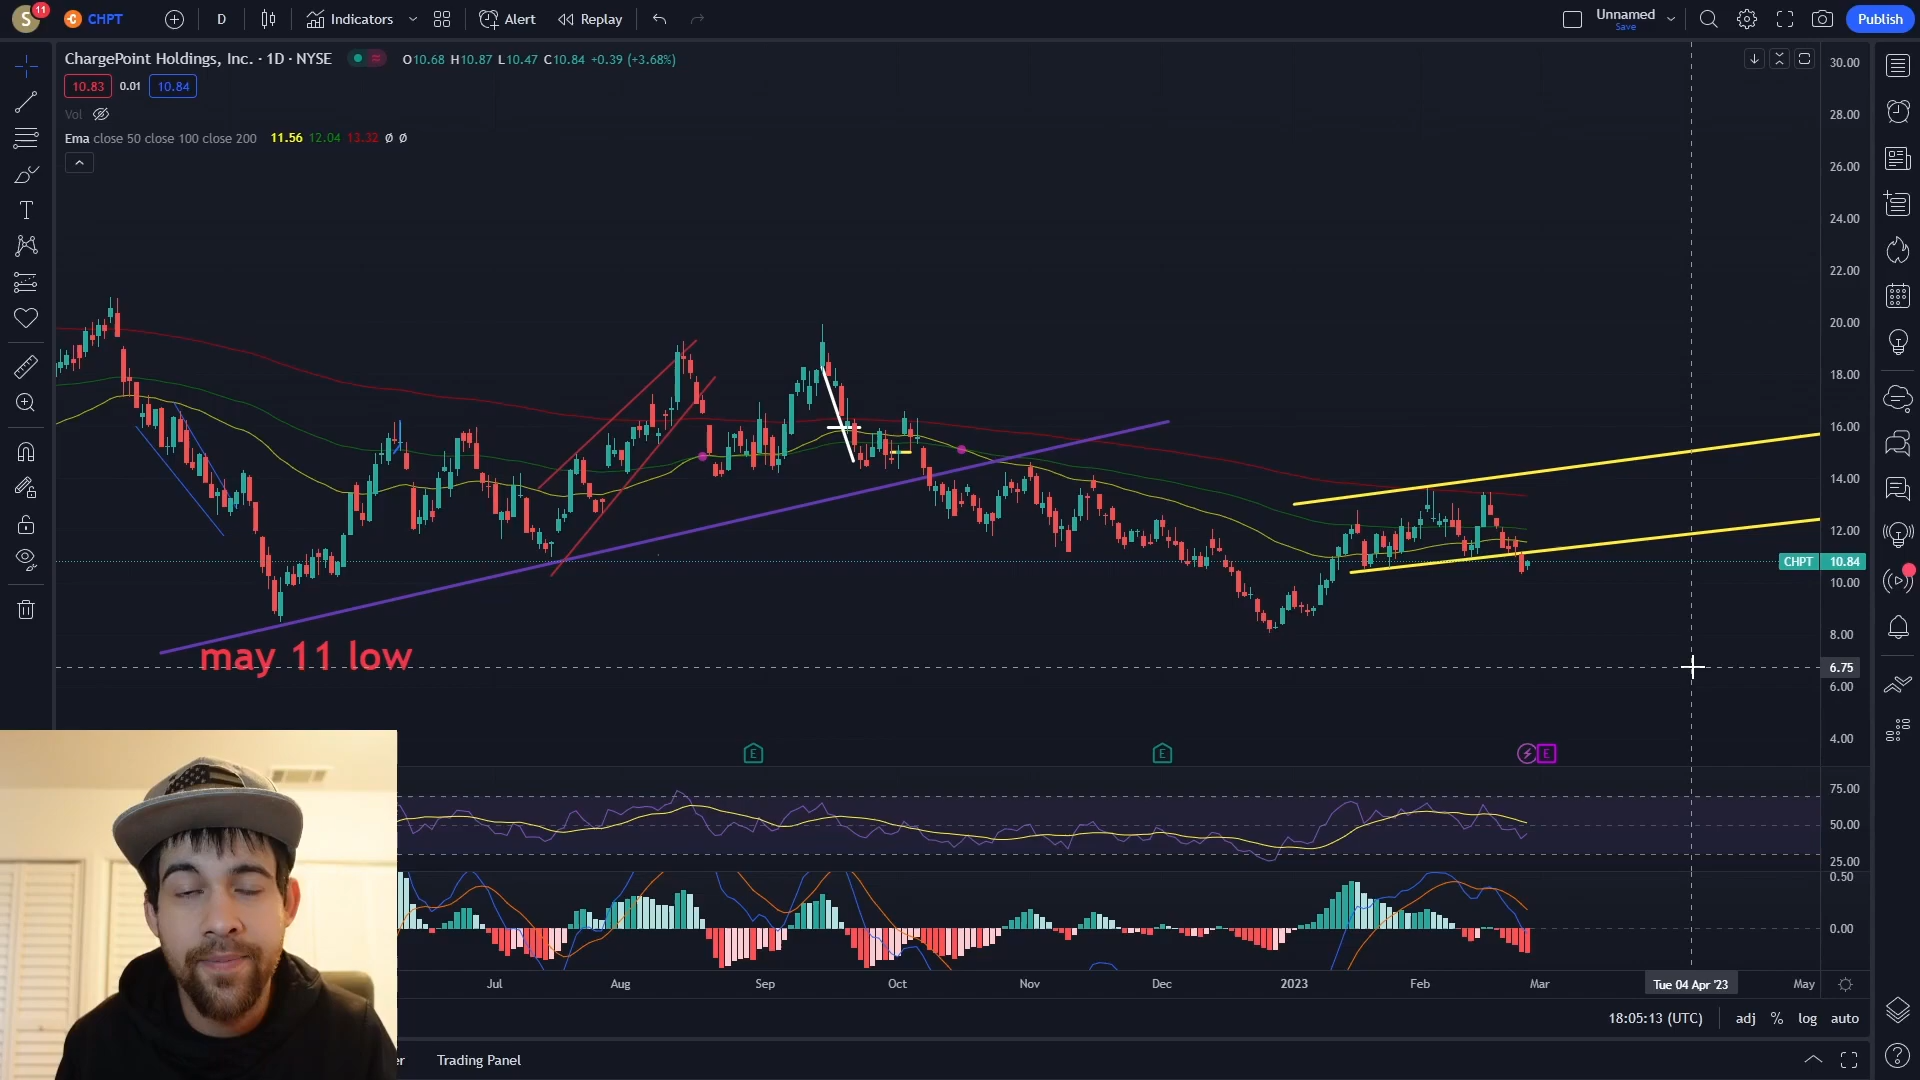 S 11 CHPT D Indicators Alert Replay Unnamed Save Publish
ChargePoint Holdings, Inc. · 1D · NYSE O10.68 H10.87 L10.47 C10.84 +0.39 (+3.68%)
10.83 0.01 10.84
Vol
Ema close 50 close 100 close 200 11.56 12.04 13.32 Ø Ø
30.00
28.00
26.00
24.00
22.00
20.00
18.00
16.00
14.00
12.00
CHPT 10.84
10.00
8.00
may 11 low
6.75
6.00
4.00
E E E
75.00
50.00
25.00
0.50
0.00
Jul Aug Sep Oct Nov Dec 2023 Feb Mar Tue 04 Apr '23 May
18:05:13 (UTC) adj % log auto
er Trading Panel